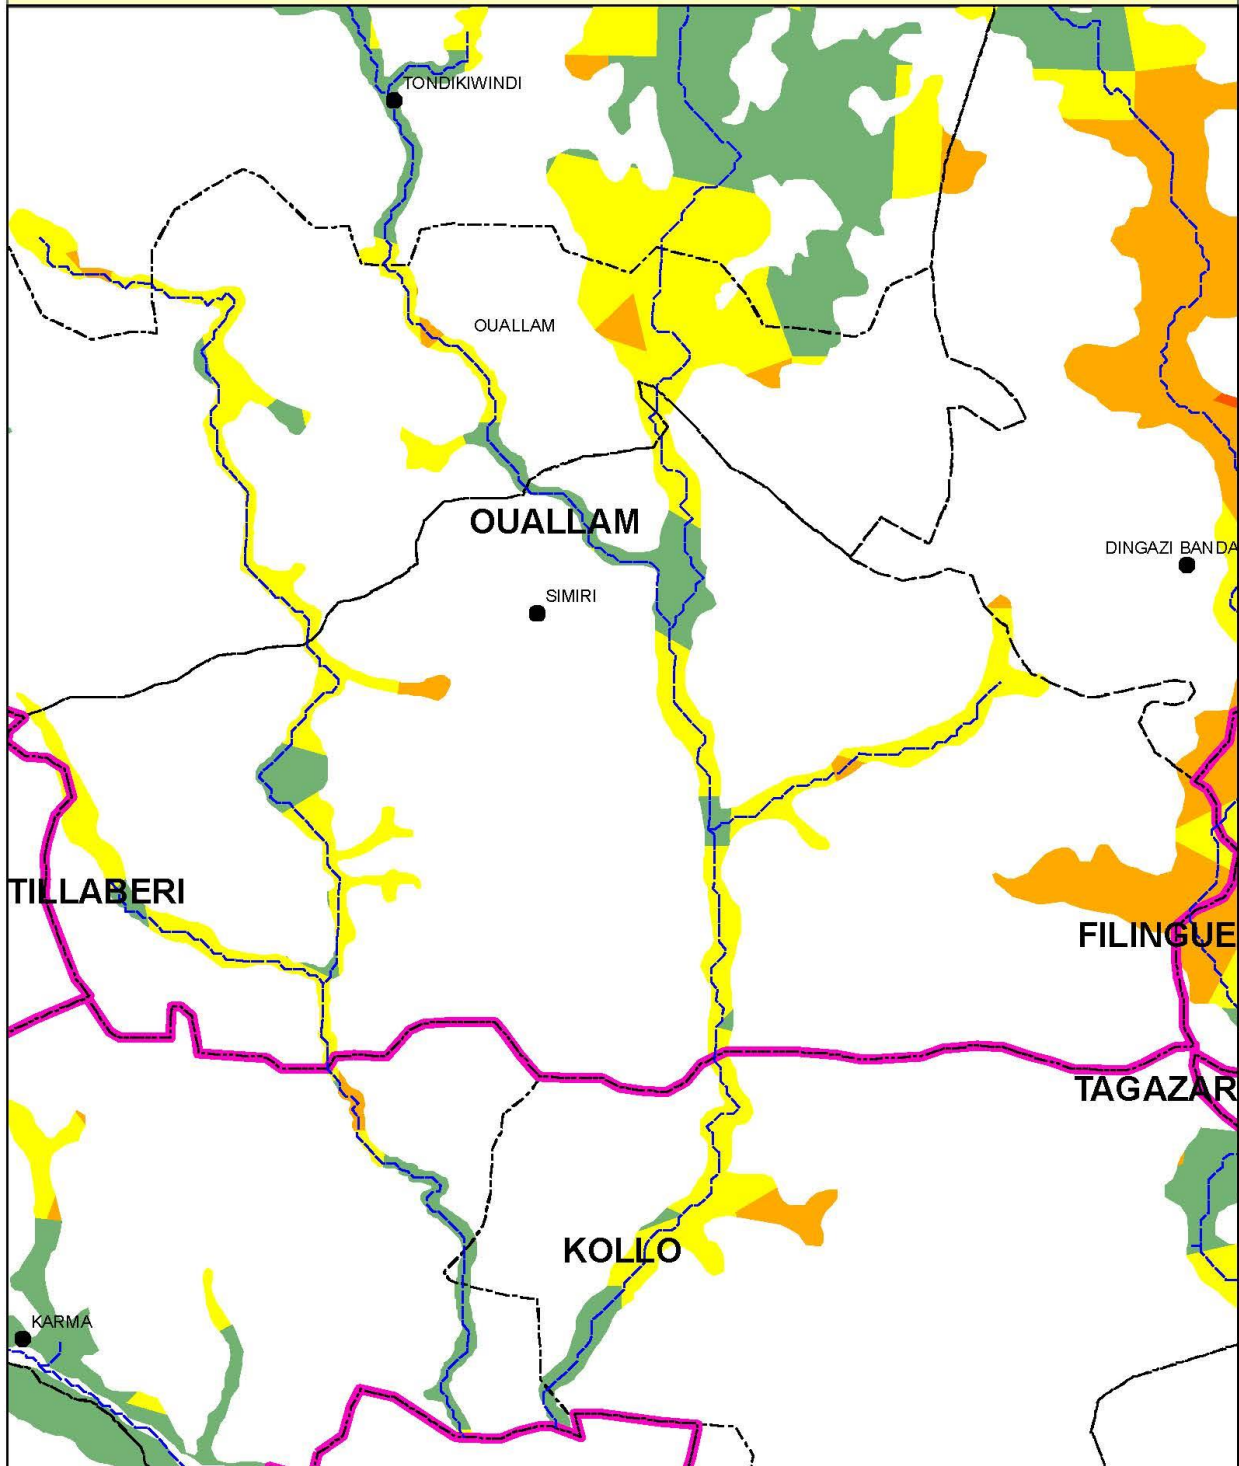 TONDIKIWINDI
OUALLAM
OUALLAM
DINGAZI BANDA
SIMIRI
TILLABERI
FILINGUE
TAGAZAR
KOLLO
KARMA